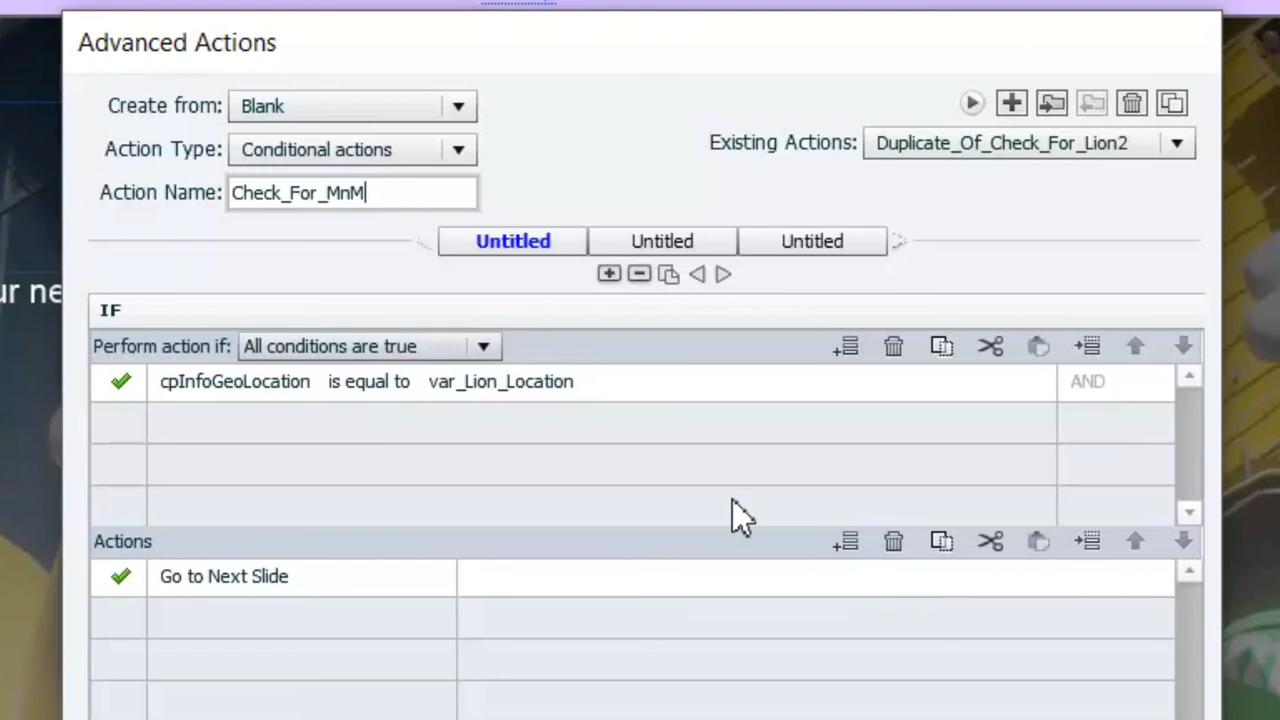 Advanced Actions
Create from: Blank
Action Type: Conditional actions
Existing Actions: Duplicate_Of_Check_For_Lion2
Action Name: Check_For_MnM
Untitled Untitled Untitled
ur ne
IF
Perform action if: All conditions are true
cpInfoGeoLocation is equal to var_Lion_Location AND
Actions
Go to Next Slide